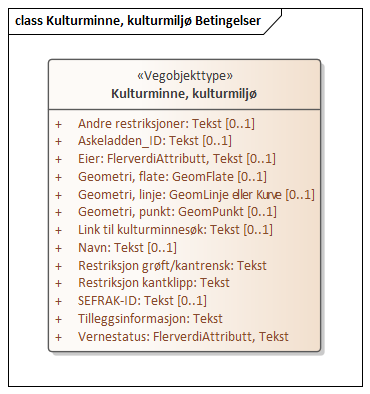 class Kulturminne, kulturmiljø Betingelser
«Vegobjekttype»
Kulturminne, kulturmiljø
+ Andre restriksjoner: Tekst [0..1]
+ Askeladden_ID: Tekst [0..1]
+ Eier: FlerverdiAttributt, Tekst [0..1]
+ Geometri, flate: GeomFlate [0..1]
+ Geometri, linje: GeomLinje eller Kurve [0..1]
+ Geometri, punkt: GeomPunkt [0..1]
+ Link til kulturminnesøk: Tekst [0..1]
+ Navn: Tekst [0..1]
+ Restriksjon grøft/kantrensk: Tekst
+ Restriksjon kantklipp: Tekst
+ SEFRAK-ID: Tekst [0..1]
+ Tilleggsinformasjon: Tekst
+ Vernestatus: FlerverdiAttributt, Tekst